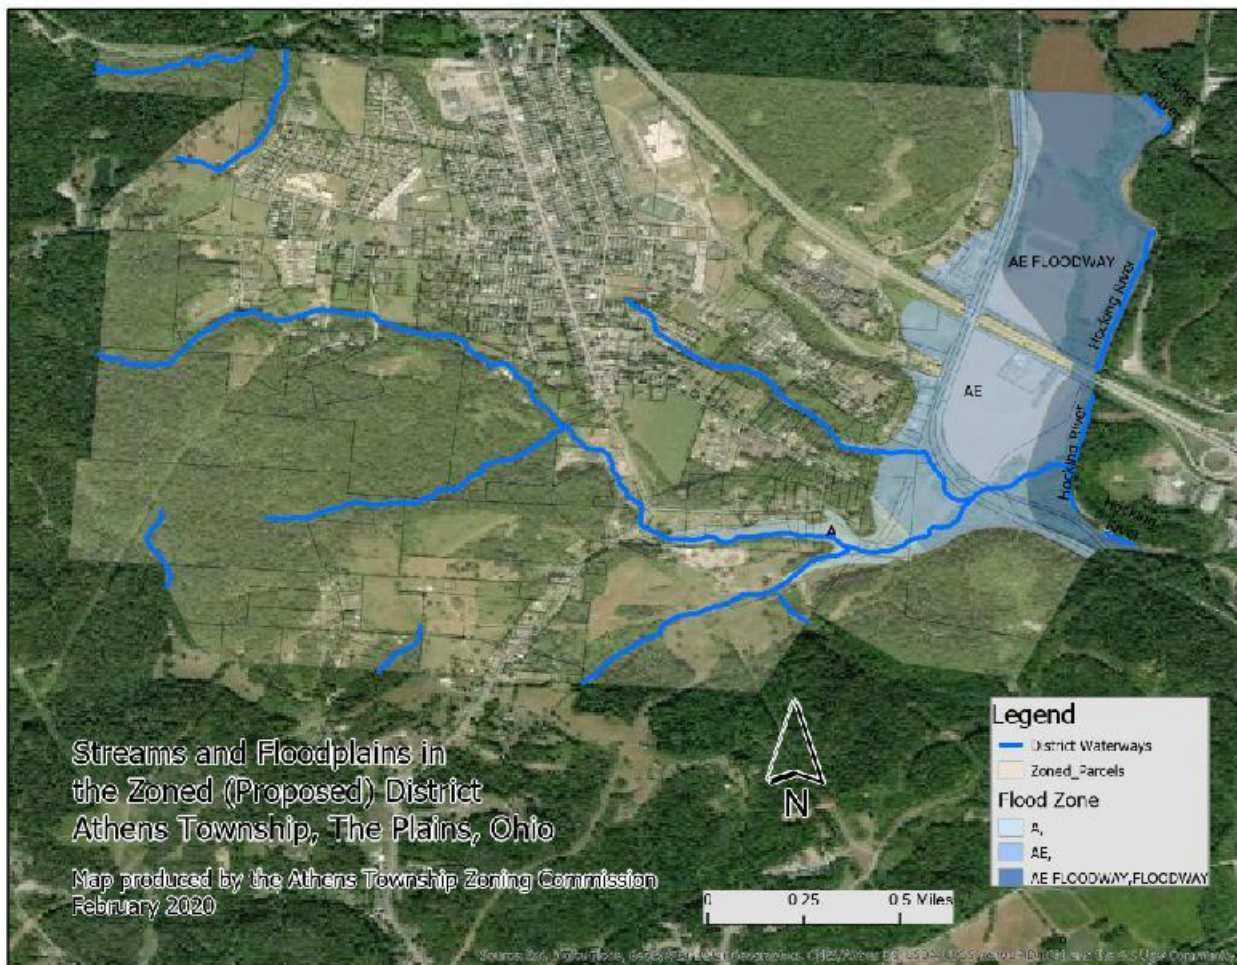 Hocking
River
AE FLOODWAY
Hocking River
AE
Hocking River
Hocking
River
A
Legend
District Waterways
Zoned_Parcels
Flood Zone
A,
AE,
AE FLOODWAY,FLOODWAY
N
Streams and Floodplains in
the Zoned (Proposed) District
Athens Township, The Plains, Ohio
Map produced by the Athens Township Zoning Commission
February 2020
0 0.25 0.5 Miles